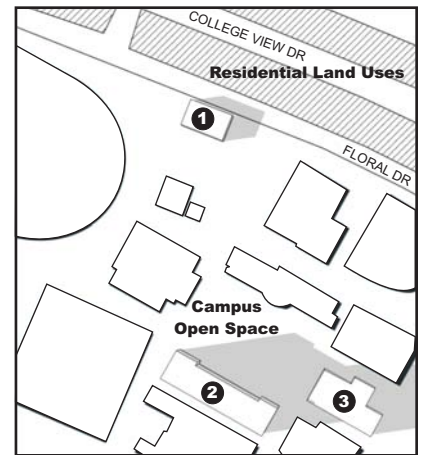 COLLEGE VIEW DR
Residential Land Uses
1
FLORAL DR
Campus
Open Space
2
3